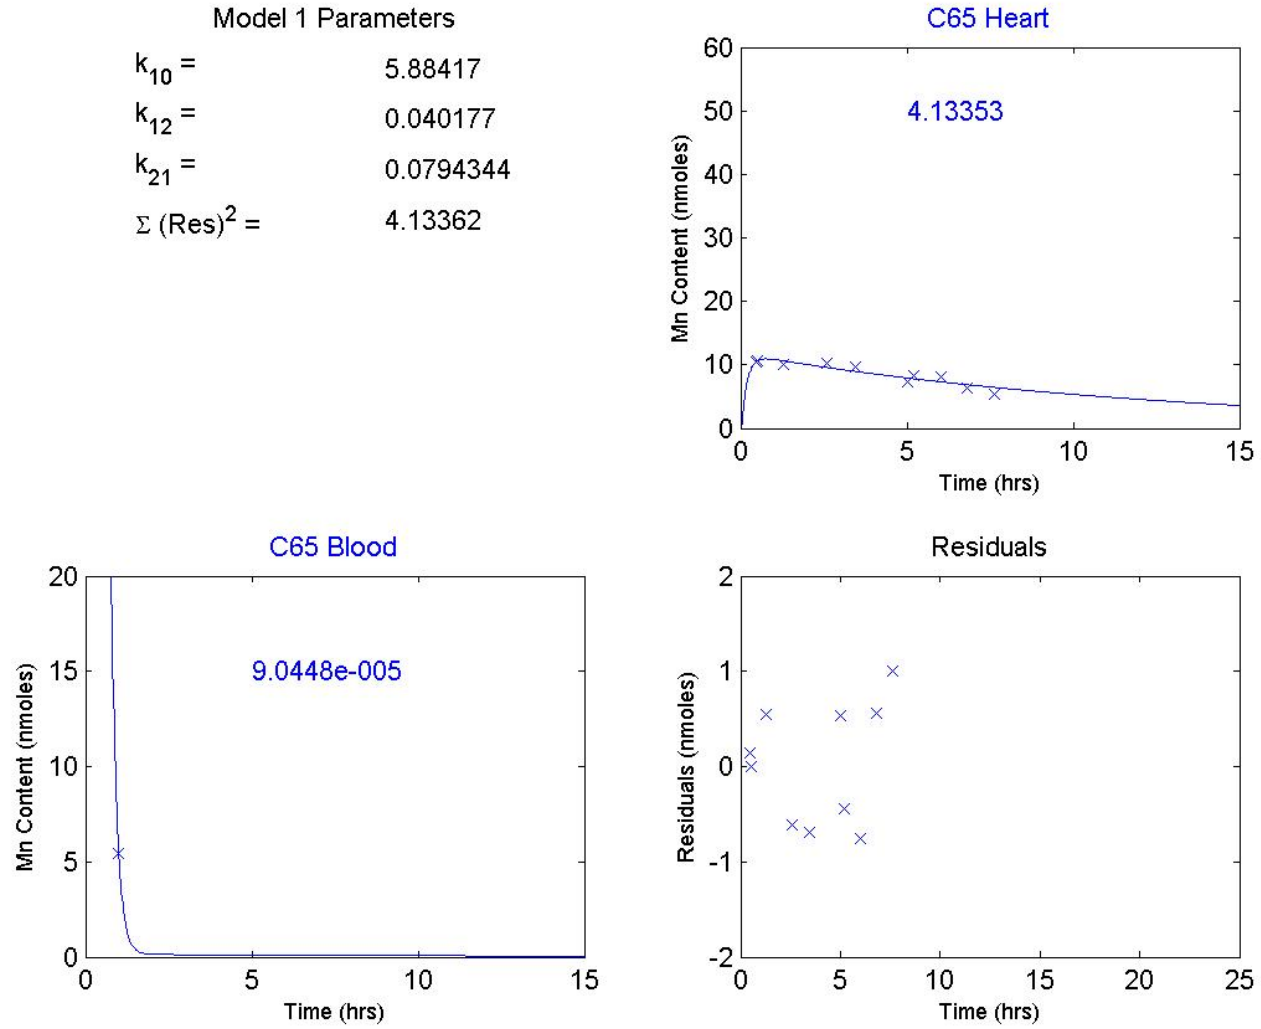 Model 1 Parameters
k10 = 5.88417
k12 = 0.040177
k21 = 0.0794344
Σ (Res)2 = 4.13362
C65 Heart
4.13353
60
50
40
30
20
10
0
Mn Content (nmoles)
0 5 10 15
Time (hrs)
C65 Blood
9.0448e-005
20
15
10
5
0
Mn Content (nmoles)
0 5 10 15
Time (hrs)
Residuals
2
1
0
-1
-2
Residuals (nmoles)
0 5 10 15 20 25
Time (hrs)